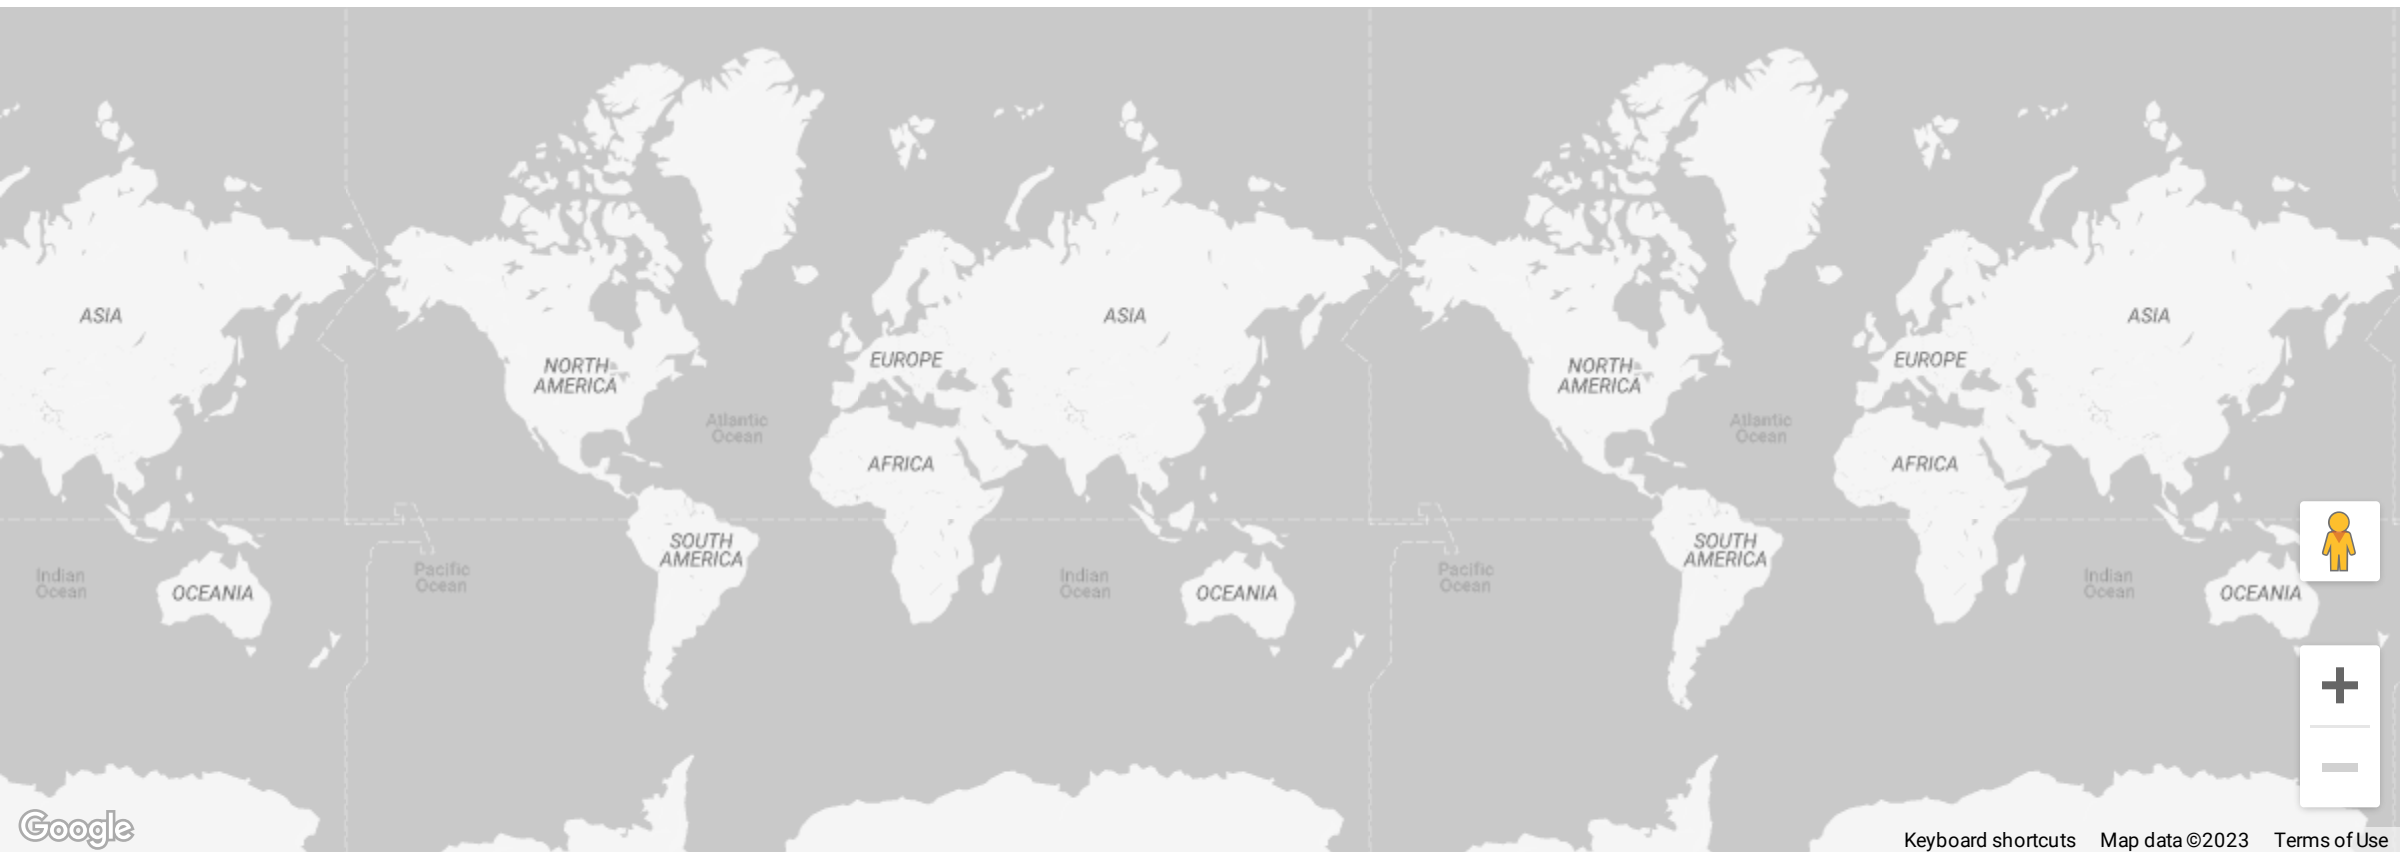 ASIA
ASIA
ASIA
EUROPE
EUROPE
NORTH
AMERICA
NORTH
AMERICA
Atlantic
Ocean
Atlantic
Ocean
AFRICA
AFRICA
SOUTH
AMERICA
SOUTH
AMERICA
Indian
Ocean
Pacific
Ocean
Indian
Ocean
Pacific
Ocean
Indian
Ocean
OCEANIA
OCEANIA
OCEANIA
Google
Keyboard shortcuts Map data ©2023 Terms of Use